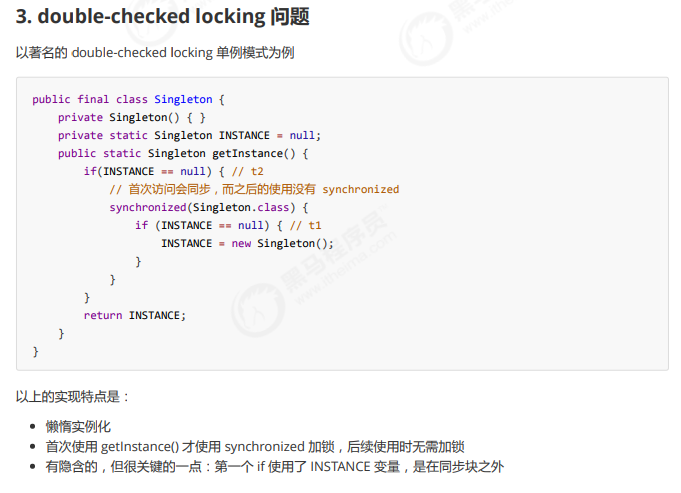 3. double-checked locking 问题
以著名的 double-checked locking 单例模式为例
public final class Singleton {
    private Singleton() { }
    private static Singleton INSTANCE = null;
    public static Singleton getInstance() {
        if(INSTANCE == null) { // t2
            // 首次访问会同步，而之后的使用没有 synchronized
            synchronized(Singleton.class) {
                if (INSTANCE == null) { // t1
                    INSTANCE = new Singleton();
                }
            }
        }
        return INSTANCE;
    }
}
以上的实现特点是：
• 懒惰实例化
• 首次使用 getInstance() 才使用 synchronized 加锁，后续使用时无需加锁
• 有隐含的，但很关键的一点：第一个 if 使用了 INSTANCE 变量，是在同步块之外
黑马程序员